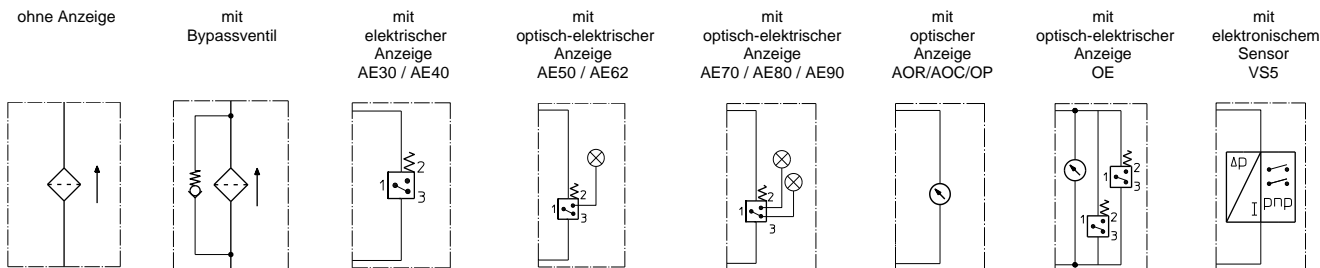 ohne Anzeige
mit
Bypassventil
mit
elektrischer
Anzeige
AE30 / AE40
mit
optisch-elektrischer
Anzeige
AE50 / AE62
mit
optisch-elektrischer
Anzeige
AE70 / AE80 / AE90
mit
optischer
Anzeige
AOR/AOC/OP
mit
optisch-elektrischer
Anzeige
OE
mit
elektronischem
Sensor
VS5
1 2
3
1 2
3
1 2
3
1 2
3
1 2
3
Δp
I pnp